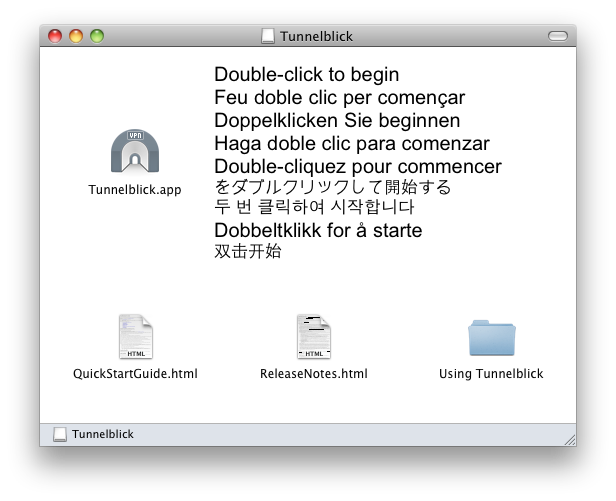 Tunnelblick
Double-click to begin
Feu doble clic per començar
Doppelklicken Sie beginnen
Haga doble clic para comenzar
Double-cliquez pour commencer
をダブルクリックして開始する
두 번 클릭하여 시작합니다
Dobbeltklikk for å starte
双击开始
VPN
Tunnelblick.app
HTML
HTML
QuickStartGuide.html
ReleaseNotes.html
Using Tunnelblick
Tunnelblick